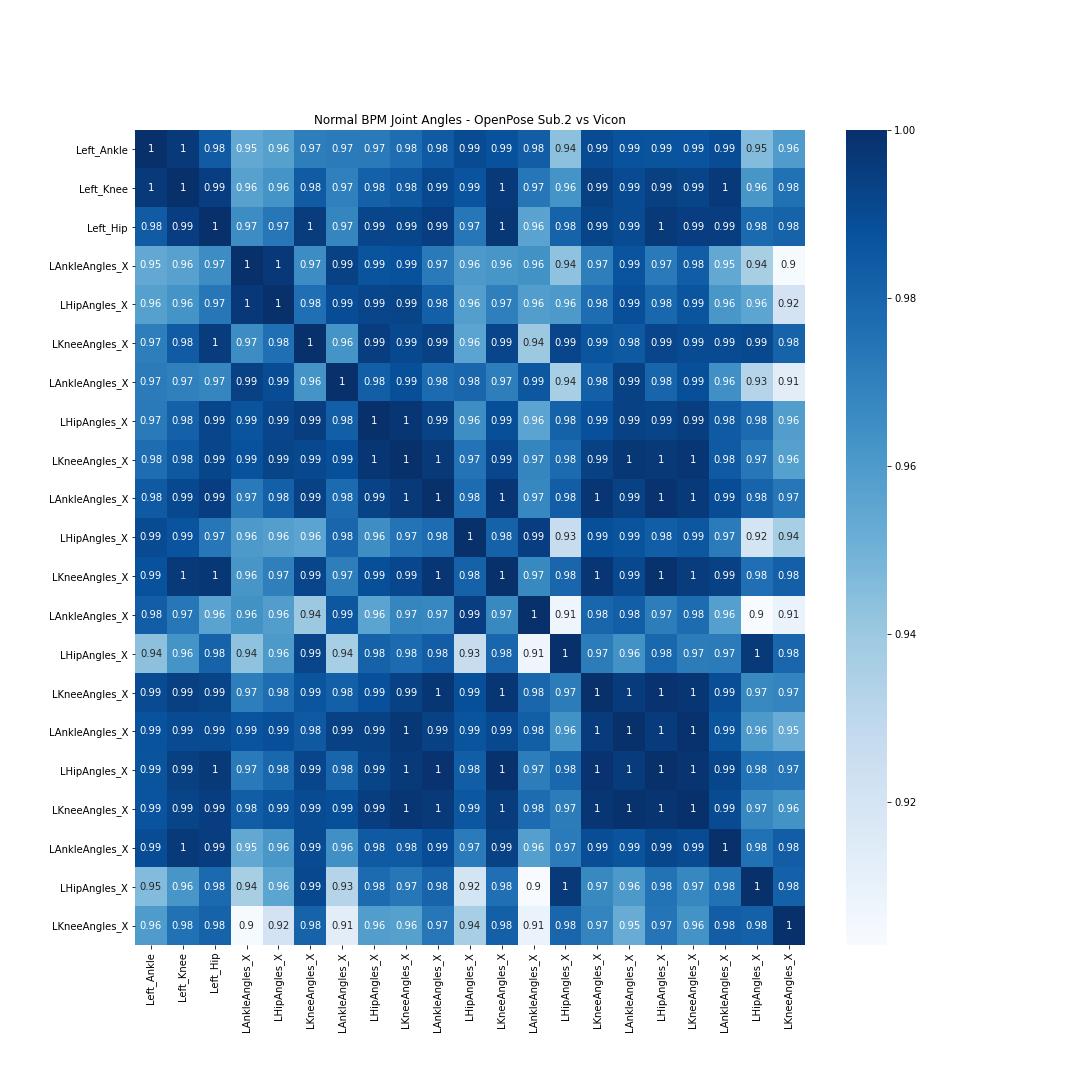 Normal BPM Joint Angles - OpenPose Sub.2 vs Vicon
Left_Ankle 1 1 0.98 0.95 0.96 0.97 0.97 0.97 0.98 0.98 0.99 0.99 0.98 0.94 0.99 0.99 0.99 0.99 0.99 0.95 0.96
Left_Knee 1 1 0.99 0.96 0.96 0.98 0.97 0.98 0.98 0.99 0.99 1 0.97 0.96 0.99 0.99 0.99 0.99 1 0.96 0.98
Left_Hip 0.98 0.99 1 0.97 0.97 1 0.97 0.99 0.99 0.99 0.97 1 0.96 0.98 0.99 0.99 1 0.99 0.99 0.98 0.98
LAnkleAngles_X 0.95 0.96 0.97 1 1 0.97 0.99 0.99 0.99 0.97 0.96 0.96 0.96 0.94 0.97 0.99 0.97 0.98 0.95 0.94 0.9
LHipAngles_X 0.96 0.96 0.97 1 1 0.98 0.99 0.99 0.99 0.98 0.96 0.97 0.96 0.96 0.98 0.99 0.98 0.99 0.96 0.96 0.92
LKneeAngles_X 0.97 0.98 1 0.97 0.98 1 0.96 0.99 0.99 0.99 0.96 0.99 0.94 0.99 0.99 0.98 0.99 0.99 0.99 0.99 0.98
LAnkleAngles_X 0.97 0.97 0.97 0.99 0.99 0.96 1 0.98 0.99 0.98 0.98 0.97 0.99 0.94 0.98 0.99 0.98 0.99 0.96 0.93 0.91
LHipAngles_X 0.97 0.98 0.99 0.99 0.99 0.99 0.98 1 1 0.99 0.96 0.99 0.96 0.98 0.99 0.99 0.99 0.99 0.98 0.98 0.96
LKneeAngles_X 0.98 0.98 0.99 0.99 0.99 0.99 0.99 1 1 1 0.97 0.99 0.97 0.98 0.99 1 1 1 0.98 0.97 0.96
LAnkleAngles_X 0.98 0.99 0.99 0.97 0.98 0.99 0.98 0.99 1 1 0.98 1 0.97 0.98 1 0.99 1 1 0.99 0.98 0.97
LHipAngles_X 0.99 0.99 0.97 0.96 0.96 0.96 0.98 0.96 0.97 0.98 1 0.98 0.99 0.93 0.99 0.99 0.98 0.99 0.97 0.92 0.94
LKneeAngles_X 0.99 1 1 0.96 0.97 0.99 0.97 0.99 0.99 1 0.98 1 0.97 0.98 1 0.99 1 1 0.99 0.98 0.98
LAnkleAngles_X 0.98 0.97 0.96 0.96 0.96 0.94 0.99 0.96 0.97 0.97 0.99 0.97 1 0.91 0.98 0.98 0.97 0.98 0.96 0.9 0.91
LHipAngles_X 0.94 0.96 0.98 0.94 0.96 0.99 0.94 0.98 0.98 0.98 0.93 0.98 0.91 1 0.97 0.96 0.98 0.97 0.97 1 0.98
LKneeAngles_X 0.99 0.99 0.99 0.97 0.98 0.99 0.98 0.99 0.99 1 0.99 1 0.98 0.97 1 1 1 1 0.99 0.97 0.97
LAnkleAngles_X 0.99 0.99 0.99 0.99 0.99 0.98 0.99 0.99 1 0.99 0.99 0.99 0.98 0.96 1 1 1 1 0.99 0.96 0.95
LHipAngles_X 0.99 0.99 1 0.97 0.98 0.99 0.98 0.99 1 1 0.98 1 0.97 0.98 1 1 1 1 0.99 0.98 0.97
LKneeAngles_X 0.99 0.99 0.99 0.98 0.99 0.99 0.99 0.99 1 1 0.99 1 0.98 0.97 1 1 1 1 0.99 0.97 0.96
LAnkleAngles_X 0.99 1 0.99 0.95 0.96 0.99 0.96 0.98 0.98 0.99 0.97 0.99 0.96 0.97 0.99 0.99 0.99 0.99 1 0.98 0.98
LHipAngles_X 0.95 0.96 0.98 0.94 0.96 0.99 0.93 0.98 0.97 0.98 0.92 0.98 0.9 1 0.97 0.96 0.98 0.97 0.98 1 0.98
LKneeAngles_X 0.96 0.98 0.98 0.9 0.92 0.98 0.91 0.96 0.96 0.97 0.94 0.98 0.91 0.98 0.97 0.95 0.97 0.96 0.98 0.98 1
Left_Ankle
Left_Knee
Left_Hip
LAnkleAngles_X
LHipAngles_X
LKneeAngles_X
LAnkleAngles_X
LHipAngles_X
LKneeAngles_X
LAnkleAngles_X
LHipAngles_X
LKneeAngles_X
LAnkleAngles_X
LHipAngles_X
LKneeAngles_X
LAnkleAngles_X
LHipAngles_X
LKneeAngles_X
LAnkleAngles_X
LHipAngles_X
LKneeAngles_X
1.00
0.98
0.96
0.94
0.92